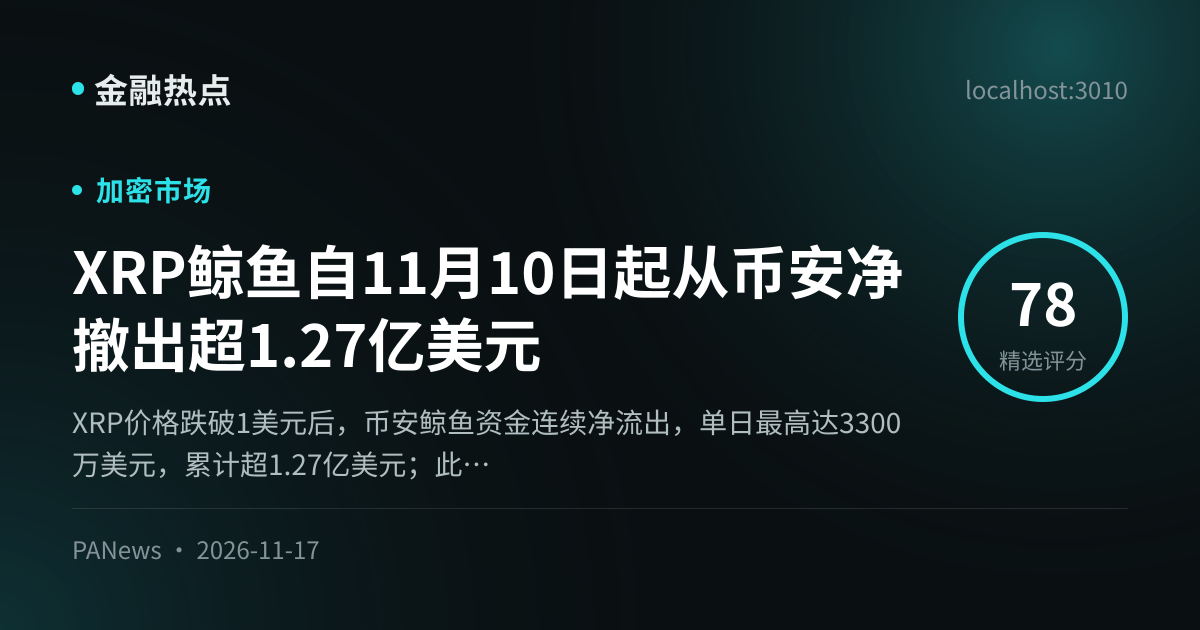 金融热点
localhost:3010
加密市场
XRP鲸鱼自11月10日起从币安净
撤出超1.27亿美元
78
精选评分
XRP价格跌破1美元后，币安鲸鱼资金连续净流出，单日最高达3300
万美元，累计超1.27亿美元；此…
PANews • 2026-11-17